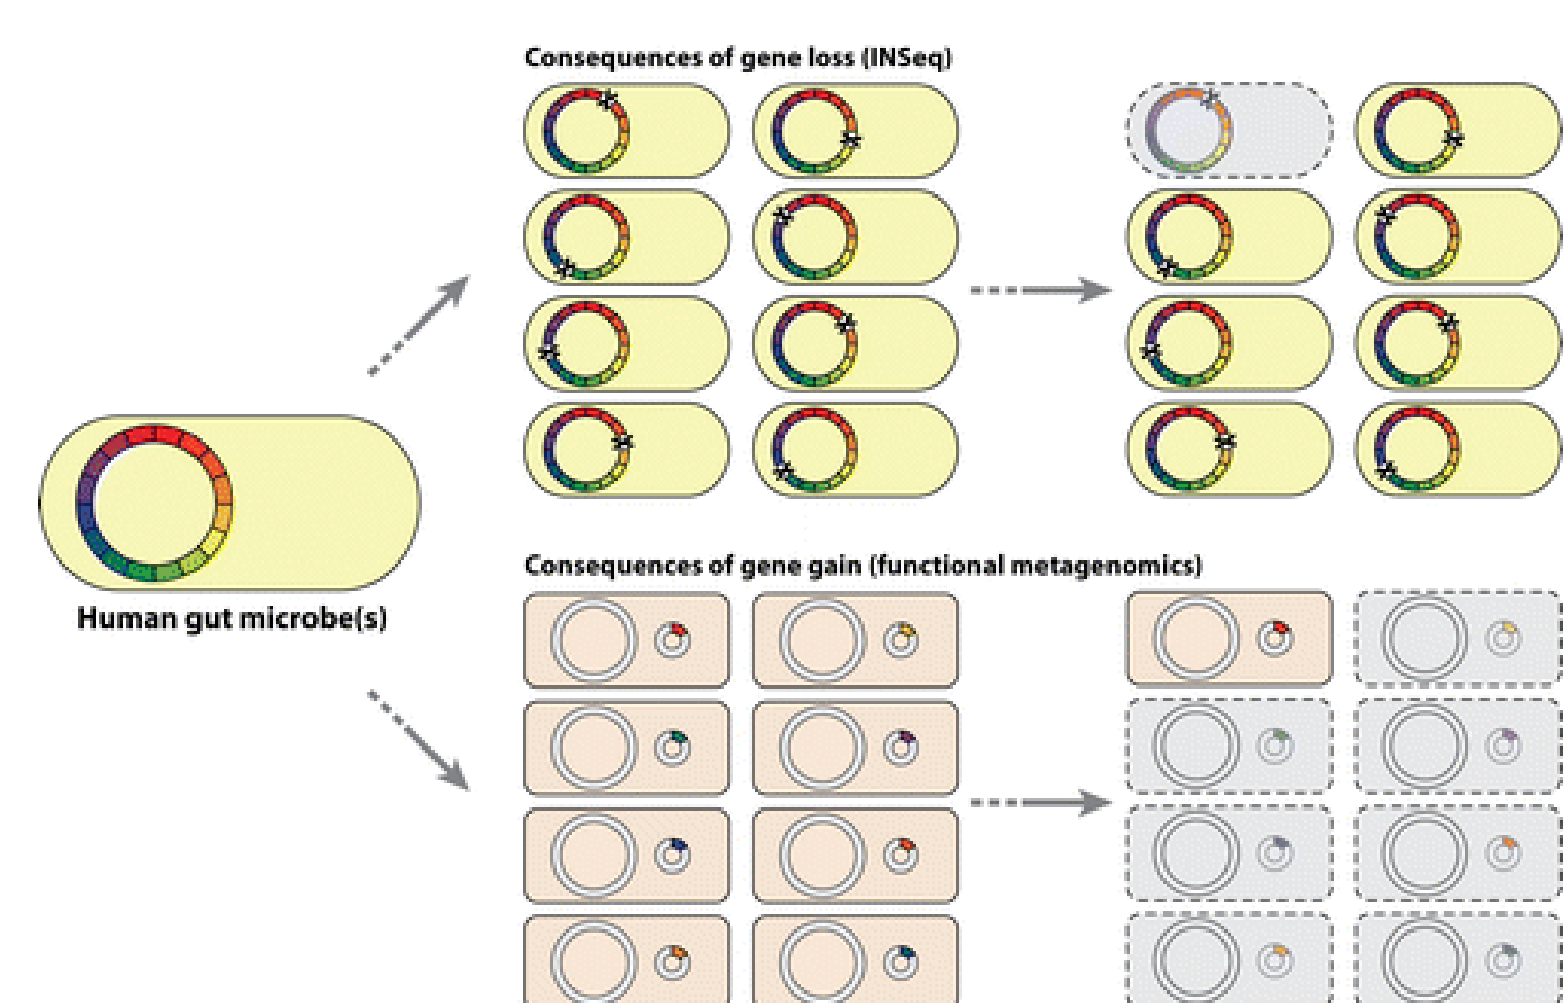 Consequences of gene loss (INSeq)
Human gut microbe(s)
Consequences of gene gain (functional metagenomics)